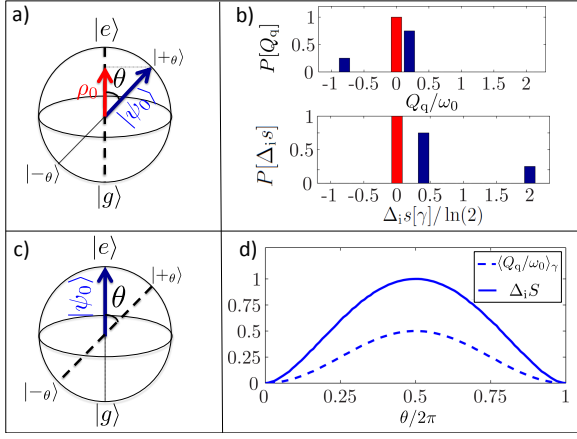 a)
|e⟩
|+θ⟩
ρ0
θ
|ψ0⟩
|−θ⟩
|g⟩
b)
P[Qq]
1
0.5
0
-1 -0.5 0 0.5 1 1.5 2
Qq/ω0
P[Δis]
1
0.5
0
-1 -0.5 0 0.5 1 1.5 2
Δis[γ]/ ln(2)
c)
|e⟩
|+θ⟩
|ψ0⟩
θ
|−θ⟩
|g⟩
d)
⟨Qq/ω0⟩γ
ΔiS
1
0.75
0.5
0.25
0
0 0.25 0.5 0.75 1
θ/2π